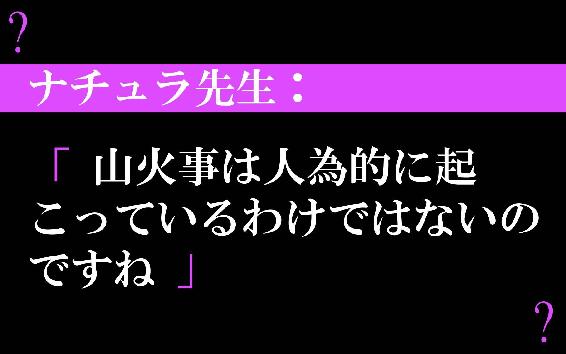 ?
ナチュラ先生：
「 山火事は人為的に起
こっているわけではないの
ですね 」
?